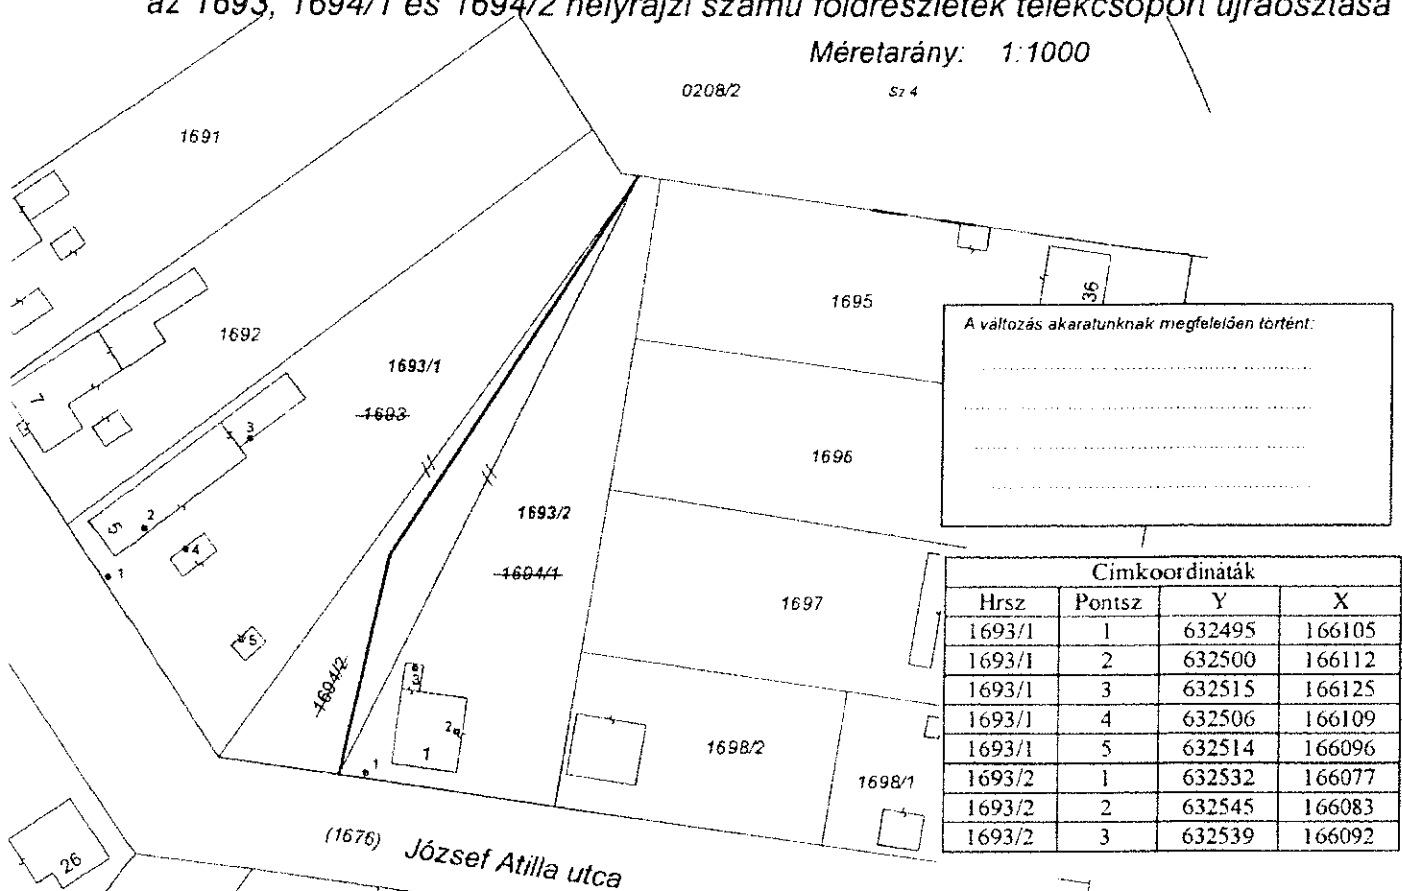 az 1693, 1694/1 és 1694/2 helyrajzi számú földrészletek telekcsoport újraosztása
Méretarány: 1:1000
0208/2
Sz 4
1691
1692
1693/1
1693
1695
36
1696
1693/2
1694/1
1697
1694/2
1698/2
1698/1
7
5
3
2
4
1
5
3
2
1
1
26
(1676) József Atilla utca
A változás akaratunknak megfelelően történt:
Címkoordináták
Hrsz Pontsz Y X
1693/1 1 632495 166105
1693/1 2 632500 166112
1693/1 3 632515 166125
1693/1 4 632506 166109
1693/1 5 632514 166096
1693/2 1 632532 166077
1693/2 2 632545 166083
1693/2 3 632539 166092